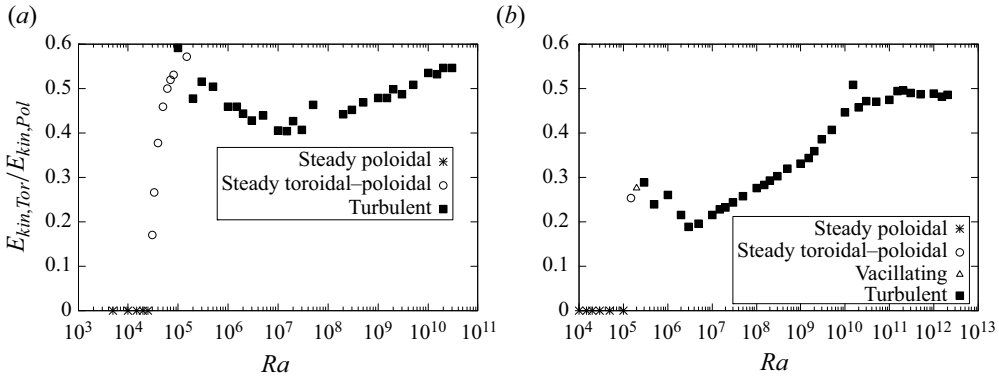 (a)
E_{kin,Tor}/E_{kin,Pol}
0.6
0.5
0.4
0.3
0.2
0.1
0
Steady poloidal
Steady toroidal–poloidal
Turbulent
10^3 10^4 10^5 10^6 10^7 10^8 10^9 10^10 10^11
Ra
(b)
0.6
0.5
0.4
0.3
0.2
0.1
0
Steady poloidal
Steady toroidal–poloidal
Vacillating
Turbulent
10^4 10^5 10^6 10^7 10^8 10^9 10^10 10^11 10^12 10^13
Ra